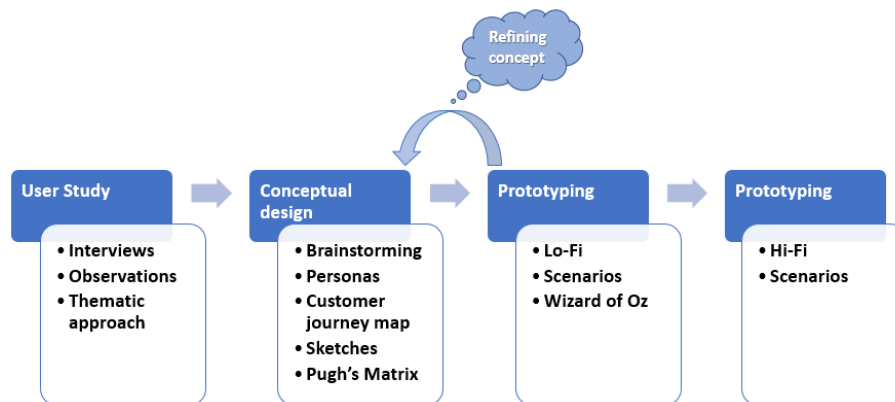 Refining
concept
User Study
• Interviews
• Observations
• Thematic
approach
Conceptual
design
• Brainstorming
• Personas
• Customer
journey map
• Sketches
• Pugh's Matrix
Prototyping
• Lo-Fi
• Scenarios
• Wizard of Oz
Prototyping
• Hi-Fi
• Scenarios